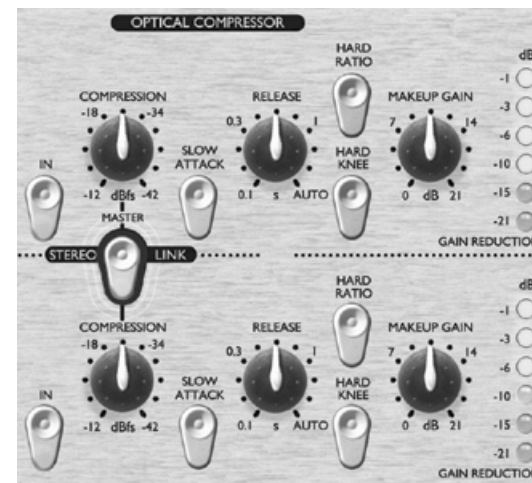 OPTICAL COMPRESSOR
HARD RATIO
dB
COMPRESSION
RELEASE
MAKEUP GAIN
-1
-18 -34
0.3 1
7 14
-3
-6
IN
SLOW ATTACK
HARD KNEE
-10
-12 dBfs -42
0.1 s AUTO
0 dB 21
-15
-21
MASTER
GAIN REDUCTION
STEREO LINK
HARD RATIO
dB
COMPRESSION
RELEASE
MAKEUP GAIN
-1
-18 -34
0.3 1
7 14
-3
-6
IN
SLOW ATTACK
HARD KNEE
-10
-12 dBfs -42
0.1 s AUTO
0 dB 21
-15
-21
GAIN REDUCTION